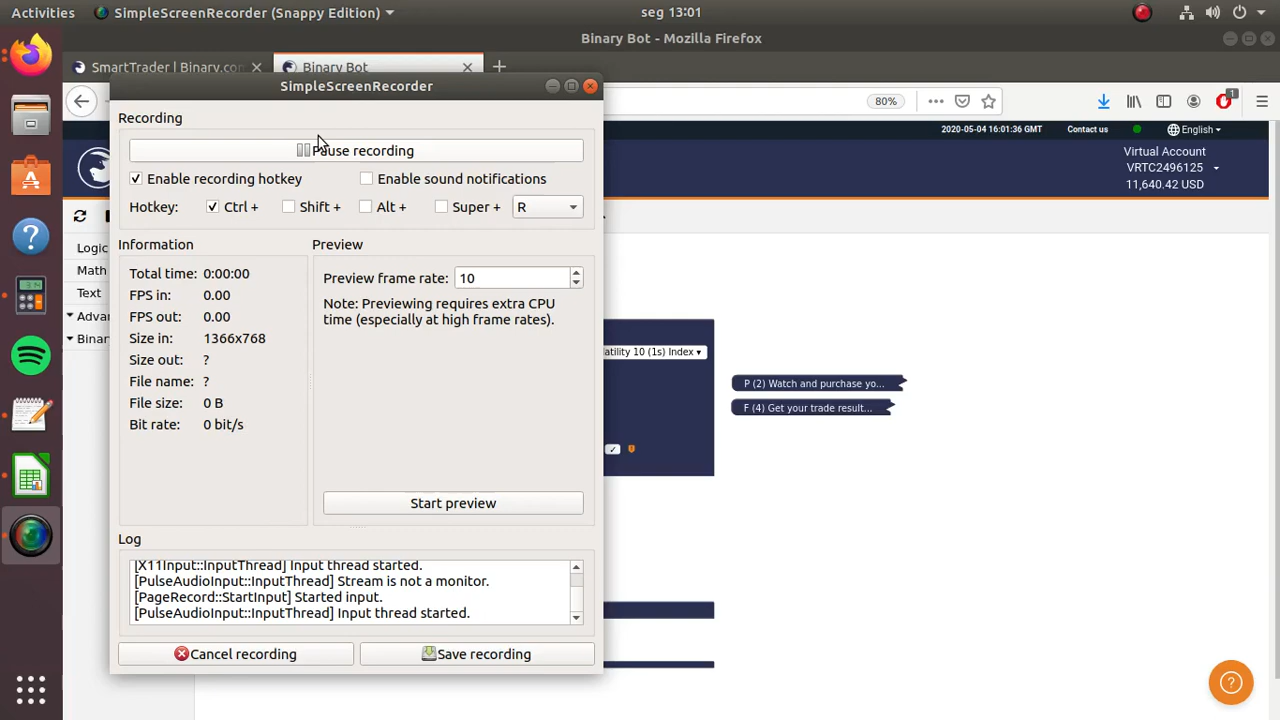 Activities
SimpleScreenRecorder (Snappy Edition)
seg 13:01
Binary Bot - Mozilla Firefox
SmartTrader | Binary.co
Binary Bot
SimpleScreenRecorder
80%
1
2020-05-04 16:01:36 GMT
Contact us
English
Virtual Account
VRTC2496125
11,640.42 USD
Recording
Pause recording
Enable recording hotkey
Enable sound notifications
Hotkey:
Ctrl +
Shift +
Alt +
Super +
R
Logic
Math
Text
Advan
Binar
Information
Total time: 0:00:00
FPS in: 0.00
FPS out: 0.00
Size in: 1366x768
Size out: ?
File name: ?
File size: 0 B
Bit rate: 0 bit/s
Preview
Preview frame rate: 10
Note: Previewing requires extra CPU
time (especially at high frame rates).
Start preview
atility 10 (1s) Index
P (2) Watch and purchase yo...
F (4) Get your trade result...
Log
[X11Input::InputThread] Input thread started.
[PulseAudioInput::InputThread] Stream is not a monitor.
[PageRecord::StartInput] Started input.
[PulseAudioInput::InputThread] Input thread started.
Cancel recording
Save recording